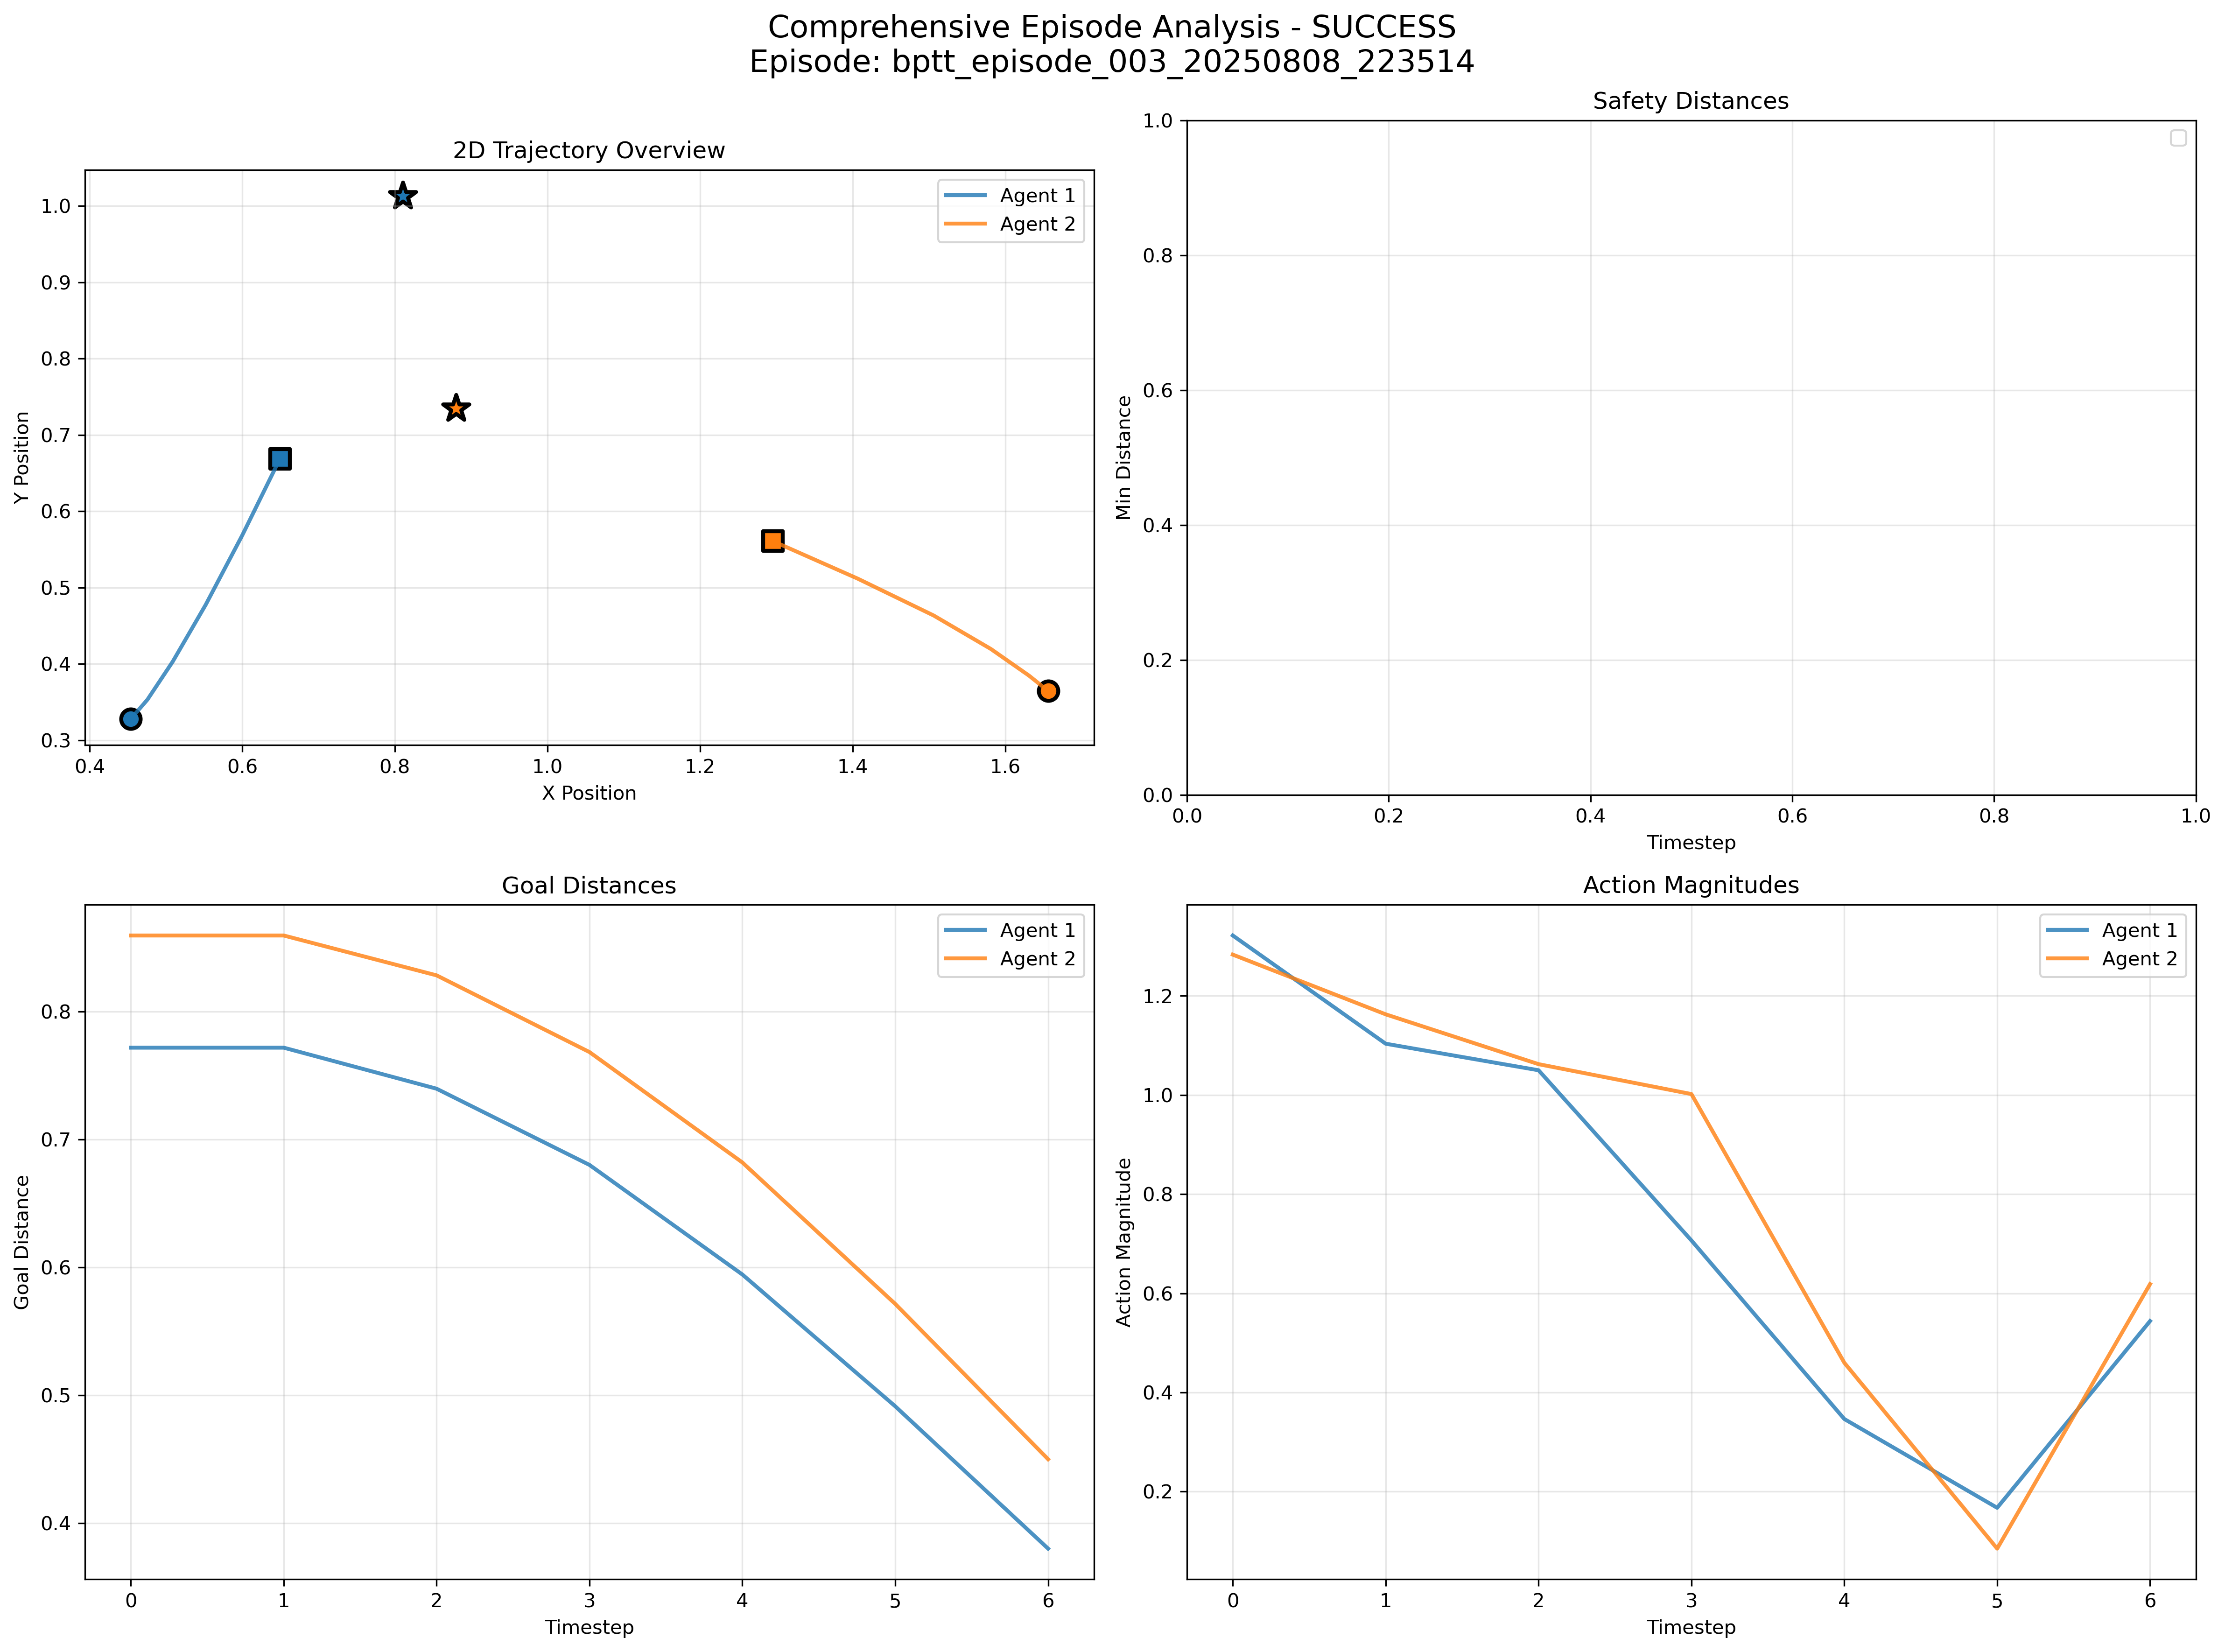 Comprehensive Episode Analysis - SUCCESS
Episode: bptt_episode_003_20250808_223514
2D Trajectory Overview
Y Position
1.0
0.9
0.8
0.7
0.6
0.5
0.4
0.3
0.4 0.6 0.8 1.0 1.2 1.4 1.6
X Position
Agent 1
Agent 2
Safety Distances
Min Distance
1.0
0.8
0.6
0.4
0.2
0.0
0.0 0.2 0.4 0.6 0.8 1.0
Timestep
Goal Distances
Goal Distance
0.8
0.7
0.6
0.5
0.4
0 1 2 3 4 5 6
Timestep
Agent 1
Agent 2
Action Magnitudes
Action Magnitude
1.2
1.0
0.8
0.6
0.4
0.2
0 1 2 3 4 5 6
Timestep
Agent 1
Agent 2